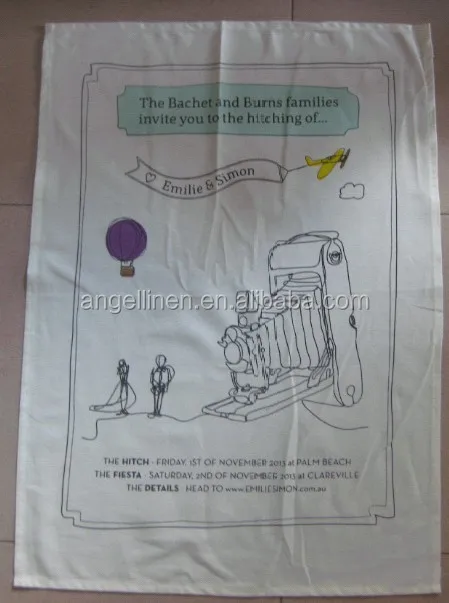 The Bachet and Burns families
invite you to the hitching of...
Emilie & Simon
angellinen.en.alibaba.com
THE HITCH - FRIDAY, 1ST OF NOVEMBER 2013 at PALM BEACH
THE FIESTA - SATURDAY, 2ND OF NOVEMBER 2013 at CLAREVILLE
THE DETAILS - HEAD TO www.EMILIESIMON.com.au